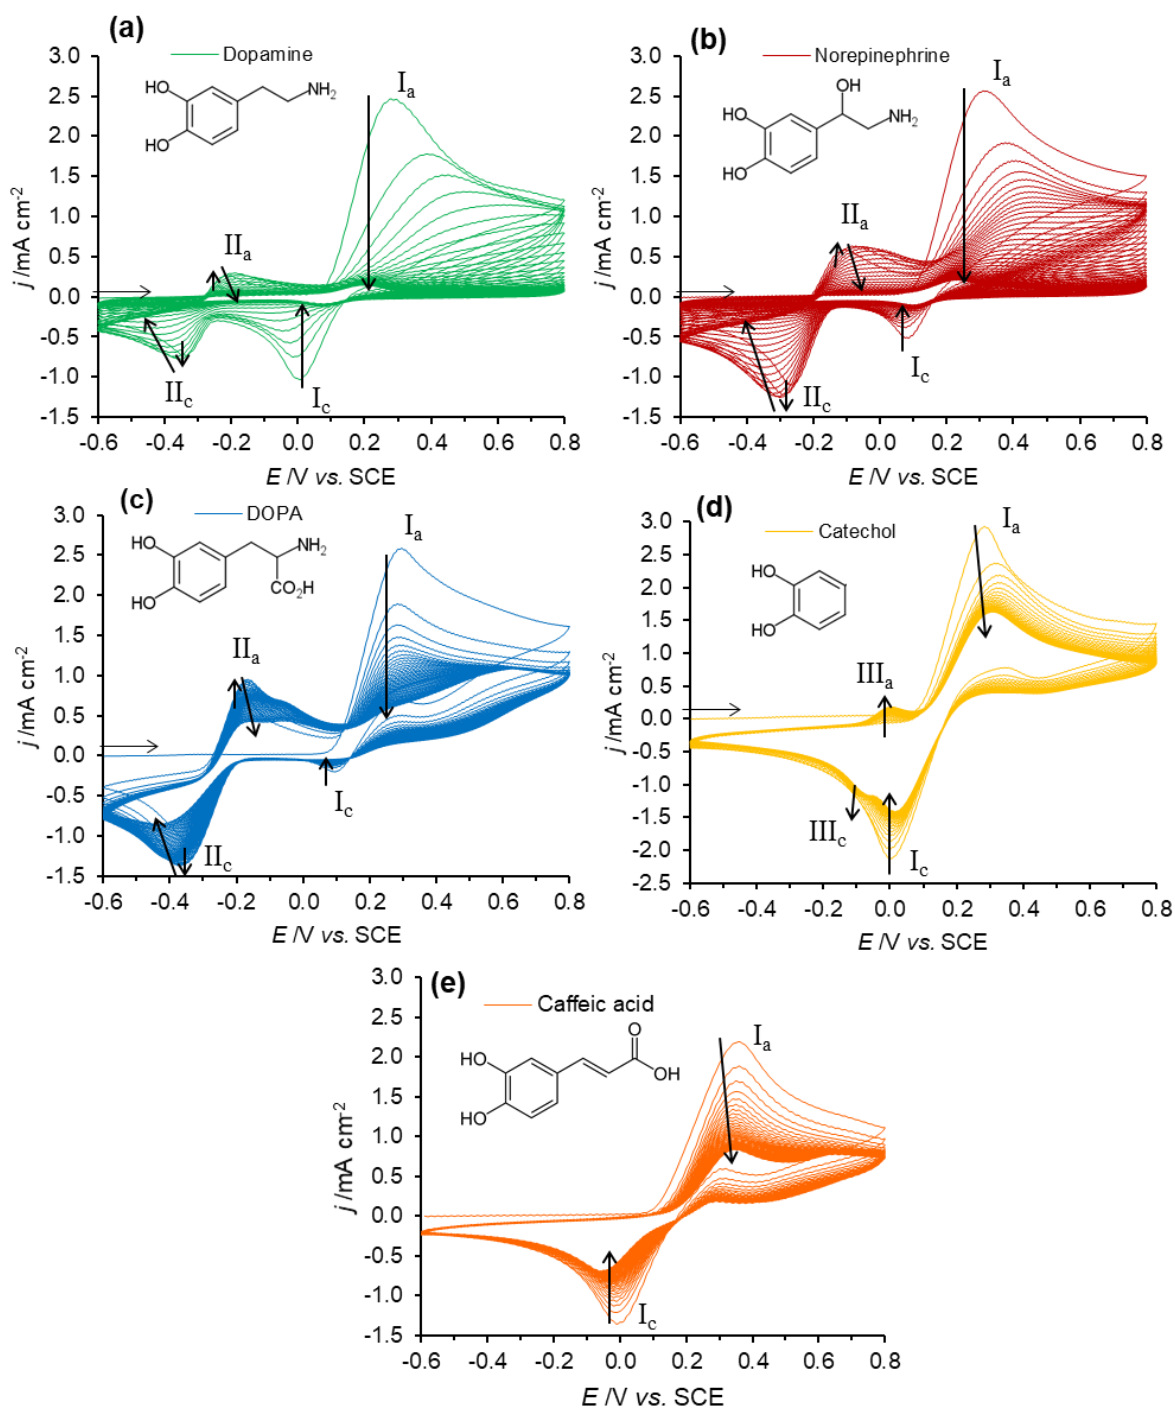 (a)
Dopamine
HO
HO
NH2
Ia
IIa
IIc
Ic
3.0
2.5
2.0
1.5
1.0
0.5
0.0
-0.5
-1.0
-1.5
j /mA cm-2
-0.6 -0.4 -0.2 0.0 0.2 0.4 0.6 0.8
E /V vs. SCE
(b)
Norepinephrine
OH
HO
HO
NH2
Ia
IIa
IIc
Ic
3.0
2.5
2.0
1.5
1.0
0.5
0.0
-0.5
-1.0
-1.5
j /mA cm-2
-0.6 -0.4 -0.2 0.0 0.2 0.4 0.6 0.8
E /V vs. SCE
(c)
DOPA
HO
HO
NH2
CO2H
Ia
IIa
IIc
Ic
3.0
2.5
2.0
1.5
1.0
0.5
0.0
-0.5
-1.0
-1.5
j /mA cm-2
-0.6 -0.4 -0.2 0.0 0.2 0.4 0.6 0.8
E /V vs. SCE
(d)
Catechol
HO
HO
Ia
IIIa
IIIc
Ic
3.0
2.5
2.0
1.5
1.0
0.5
0.0
-0.5
-1.0
-1.5
-2.0
-2.5
j /mA cm-2
-0.6 -0.4 -0.2 0.0 0.2 0.4 0.6 0.8
E /V vs. SCE
(e)
Caffeic acid
O
HO
HO
OH
Ia
Ic
3.0
2.5
2.0
1.5
1.0
0.5
0.0
-0.5
-1.0
-1.5
j /mA cm-2
-0.6 -0.4 -0.2 0.0 0.2 0.4 0.6 0.8
E /V vs. SCE